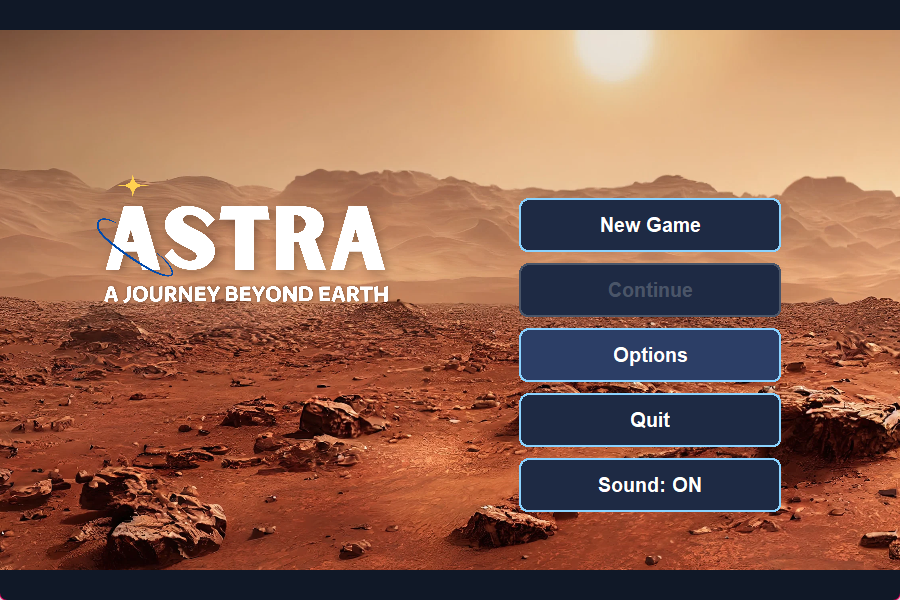 ASTRA
A JOURNEY BEYOND EARTH
New Game
Continue
Options
Quit
Sound: ON